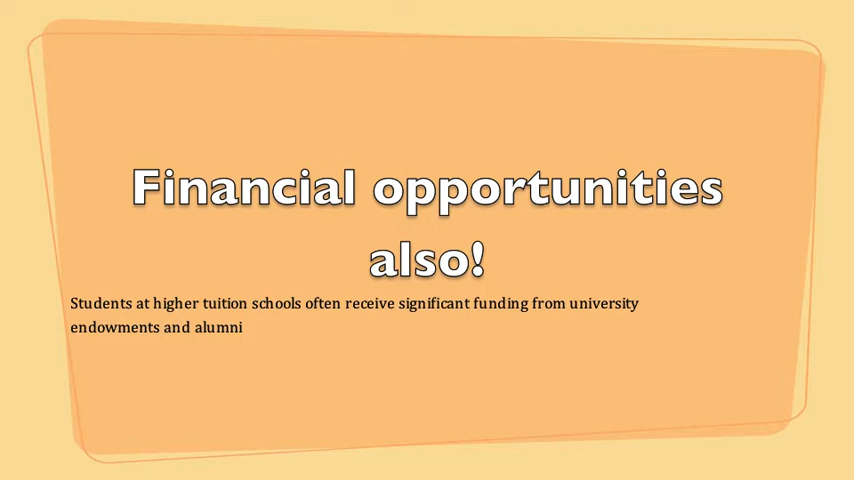 Financial opportunities
also!
Students at higher tuition schools often receive significant funding from university
endowments and alumni